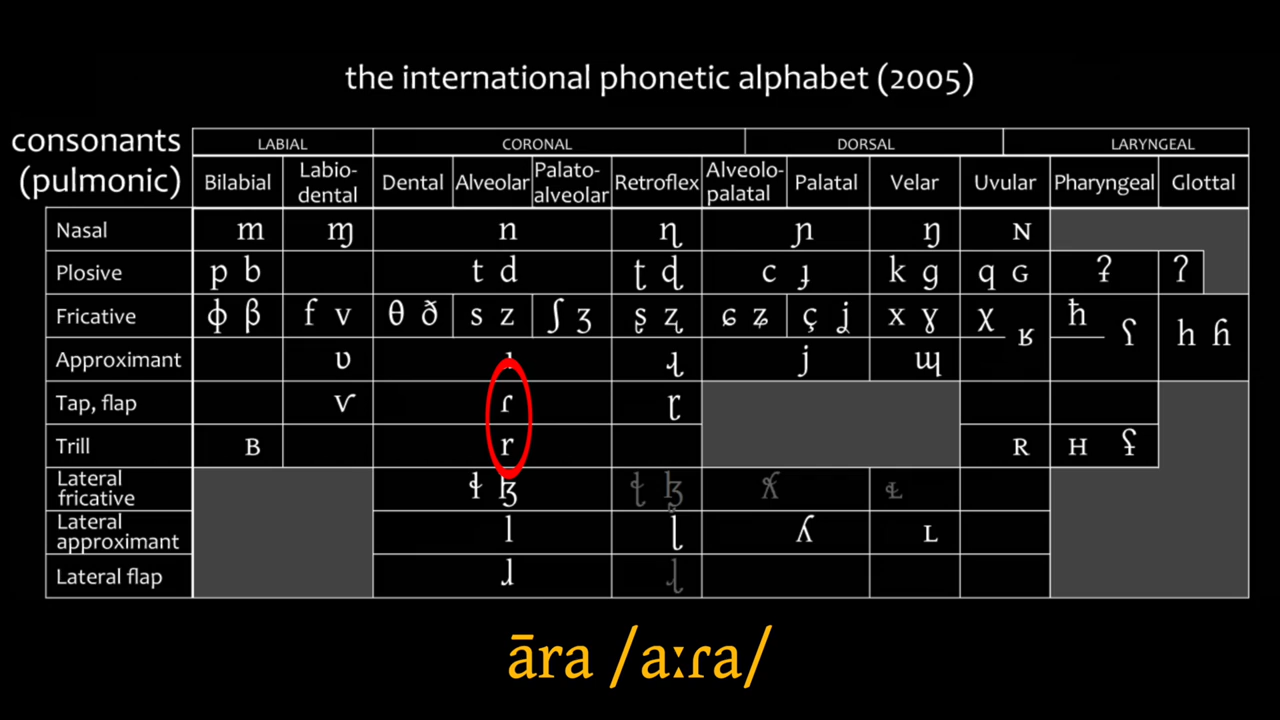 the international phonetic alphabet (2005)
consonants (pulmonic)
LABIAL CORONAL DORSAL LARYNGEAL
Bilabial Labio-dental Dental Alveolar Palato-alveolar Retroflex Alveolo-palatal Palatal Velar Uvular Pharyngeal Glottal
Nasal m ɱ n ɳ ɲ ŋ ɴ
Plosive p b t d ʈ ɖ c ɟ k ɡ q ɢ ʡ ʔ
Fricative ɸ β f v θ ð s z ʃ ʒ ʂ ʐ ɕ ʑ ç ʝ x ɣ χ ʁ ħ ʕ h ɦ
Approximant ʋ ɹ ɻ j ɰ
Tap, flap ⱱ ɾ ɽ
Trill ʙ r ʀ ʜ ʢ
Lateral fricative ɬ ɮ
Lateral approximant l ɭ ʎ ʟ
Lateral flap ɺ
āra /aːɾa/